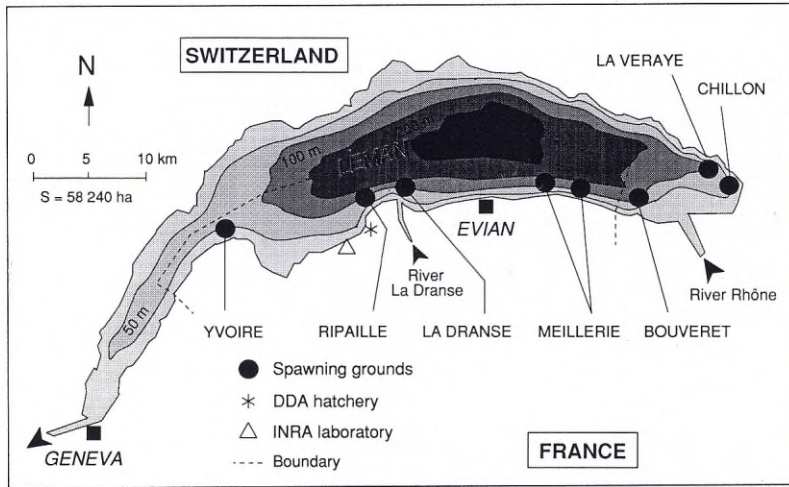 SWITZERLAND
N
LA VERAYE
CHILLON
0 5 10 km
S = 58 240 ha
100 m
LEMAN
EVIAN
River
La Dranse
River Rhône
50 m
YVOIRE
RIPAILLE
LA DRANSE
MEILLERIE
BOUVERET
Spawning grounds
DDA hatchery
INRA laboratory
Boundary
GENEVA
FRANCE